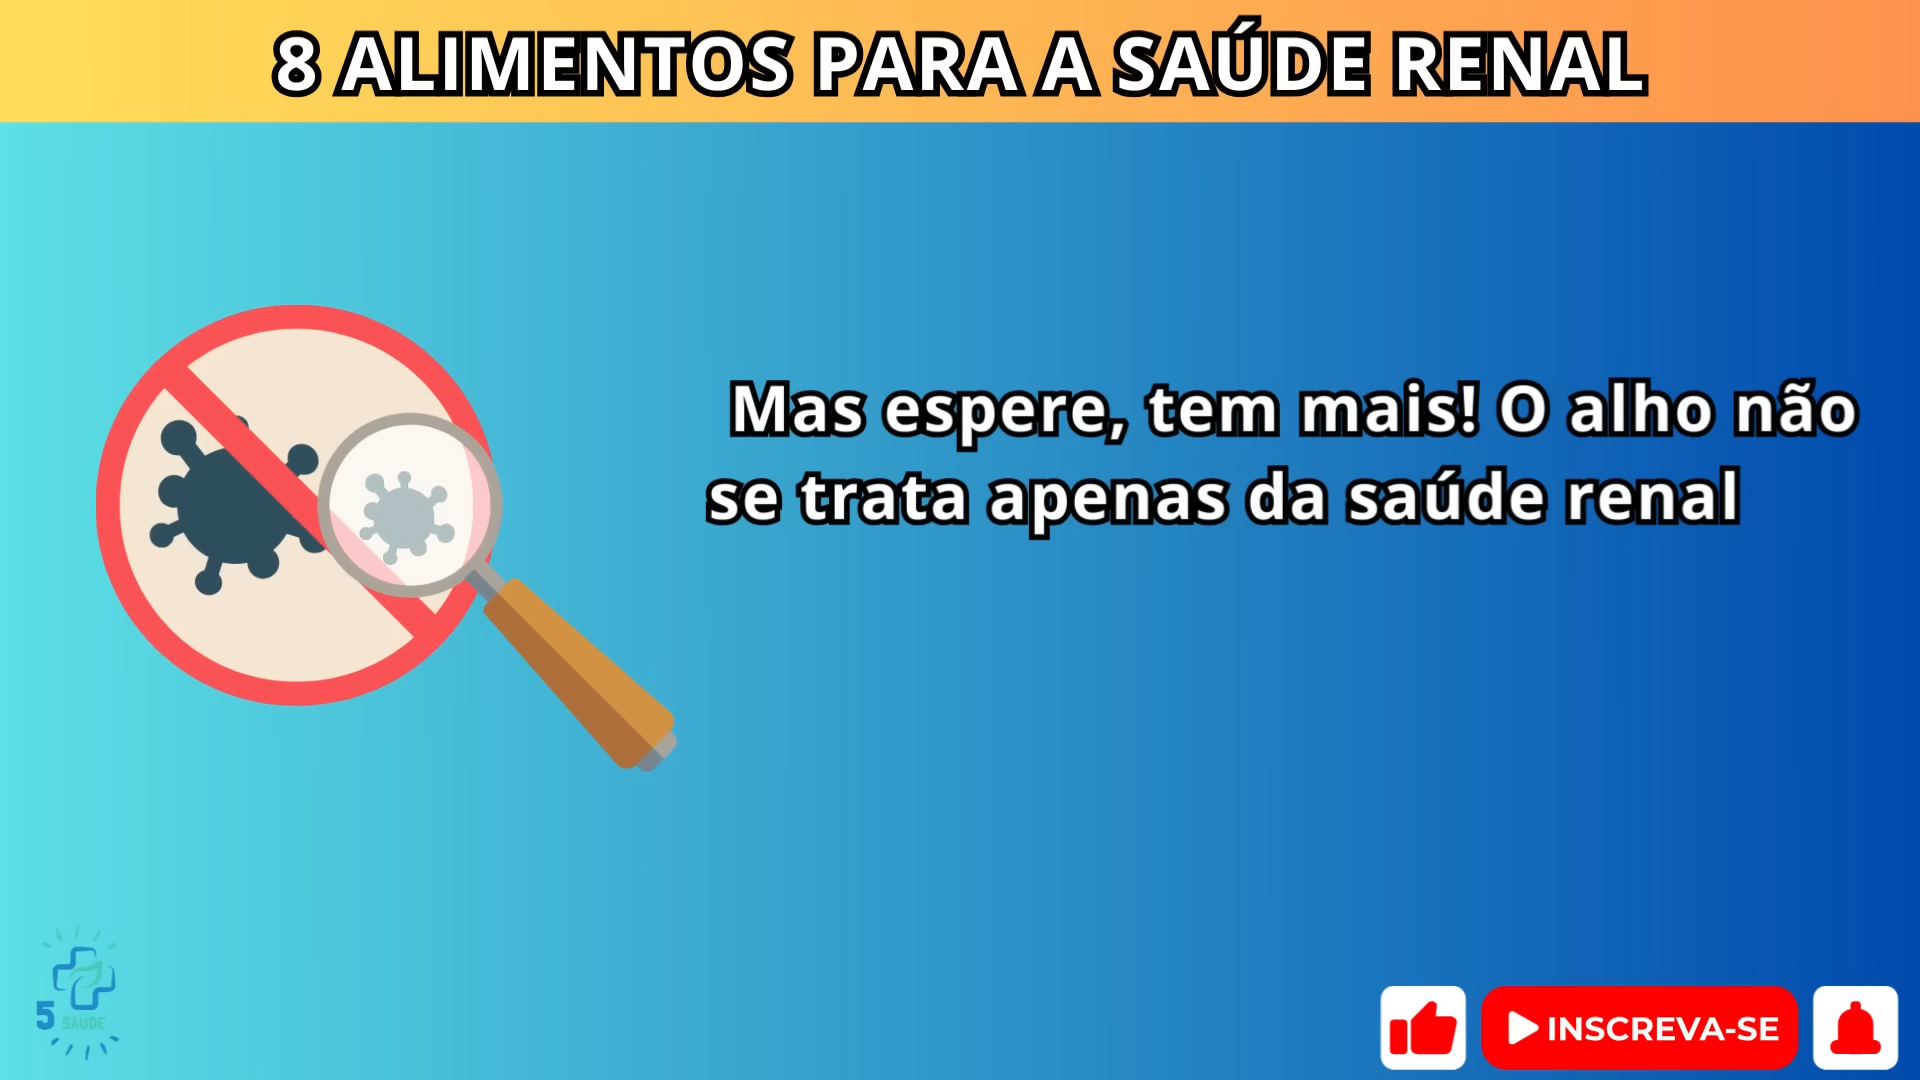 8 ALIMENTOS PARA A SAÚDE RENAL
Mas espere, tem mais! O alho não
se trata apenas da saúde renal
5 SAUDE
INSCREVA-SE